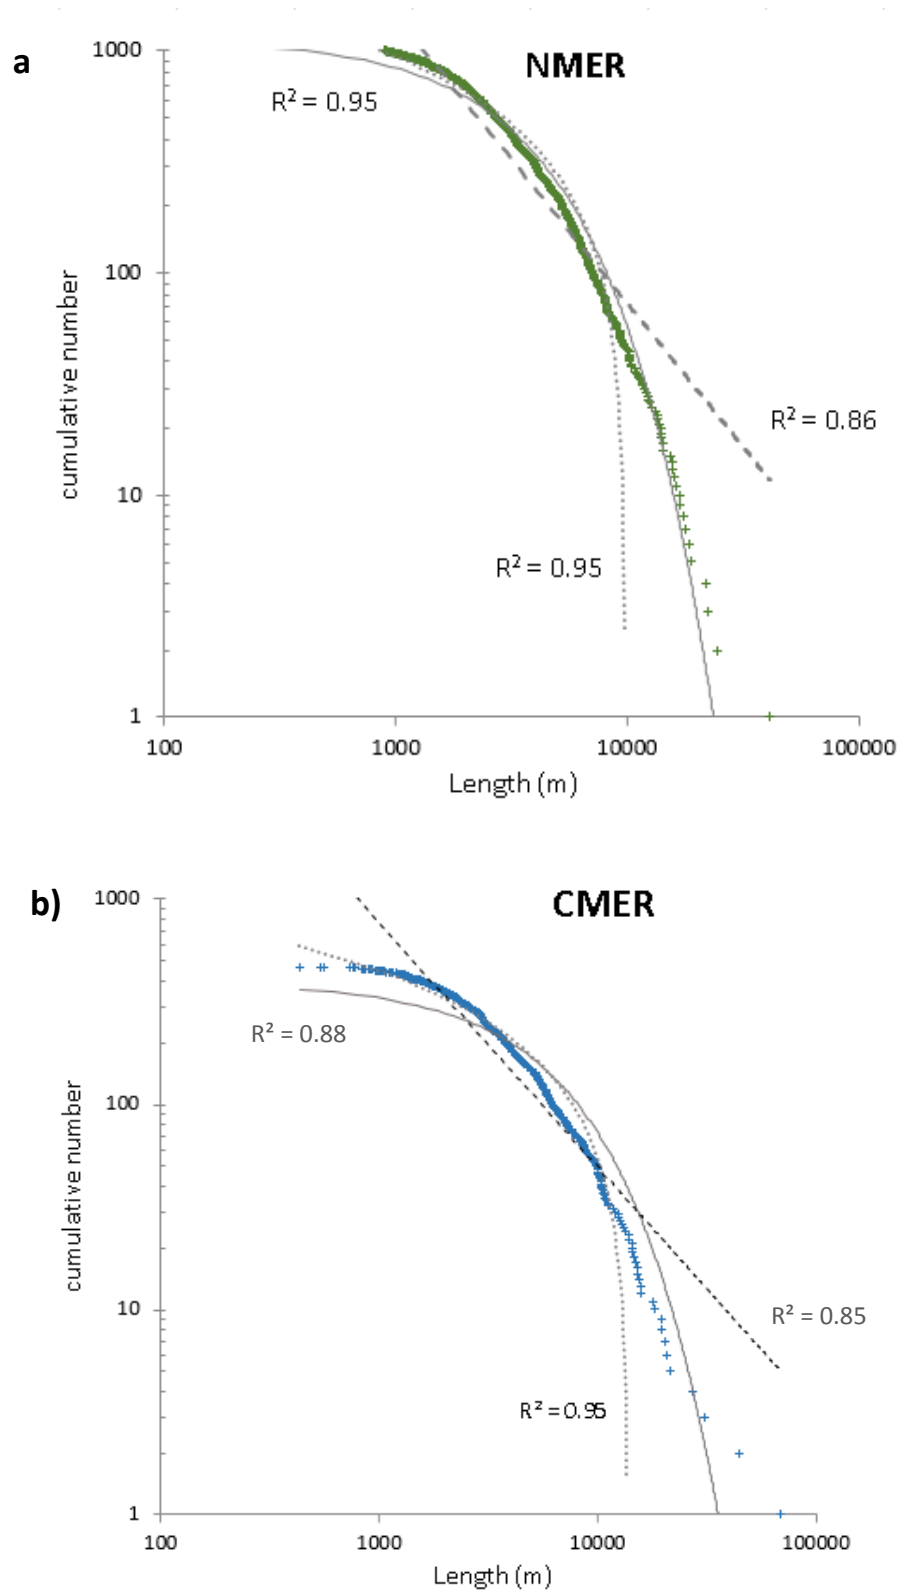 a
NMER
1000
R² = 0.95
100
cumulative number
R² = 0.86
10
R² = 0.95
1
100 1000 10000 100000
Length (m)
b)
CMER
1000
R² = 0.88
100
cumulative number
10
R² = 0.85
R² = 0.95
1
100 1000 10000 100000
Length (m)